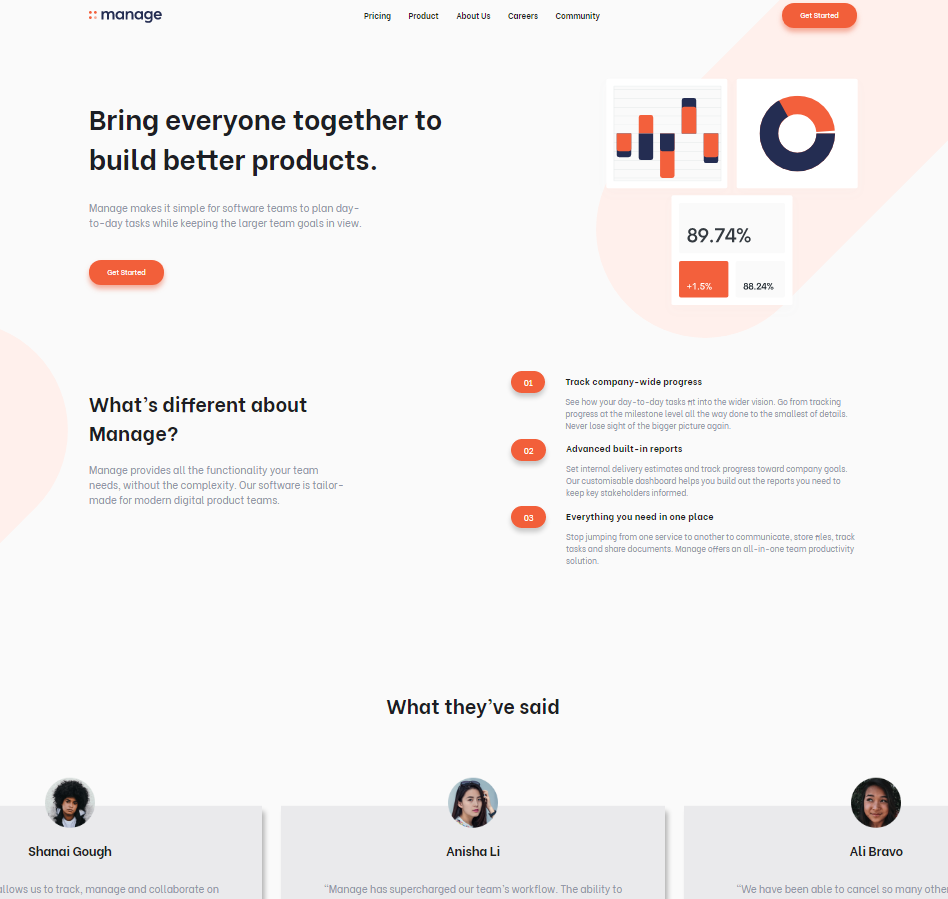 manage
Pricing Product About Us Careers Community
Get Started
Bring everyone together to
build better products.
Manage makes it simple for software teams to plan day-
to-day tasks while keeping the larger team goals in view.
Get Started
89.74%
+1.5% 88.24%
What's different about
Manage?
Manage provides all the functionality your team
needs, without the complexity. Our software is tailor-
made for modern digital product teams.
01 Track company-wide progress
See how your day-to-day tasks fit into the wider vision. Go from tracking
progress at the milestone level all the way done to the smallest of details.
Never lose sight of the bigger picture again.
02 Advanced built-in reports
Set internal delivery estimates and track progress toward company goals.
Our customisable dashboard helps you build out the reports you need to
keep key stakeholders informed.
03 Everything you need in one place
Stop jumping from one service to another to communicate, store files, track
tasks and share documents. Manage offers an all-in-one team productivity
solution.
What they've said
Shanai Gough
allows us to track, manage and collaborate on
Anisha Li
“Manage has supercharged our team's workflow. The ability to
Ali Bravo
“We have been able to cancel so many other